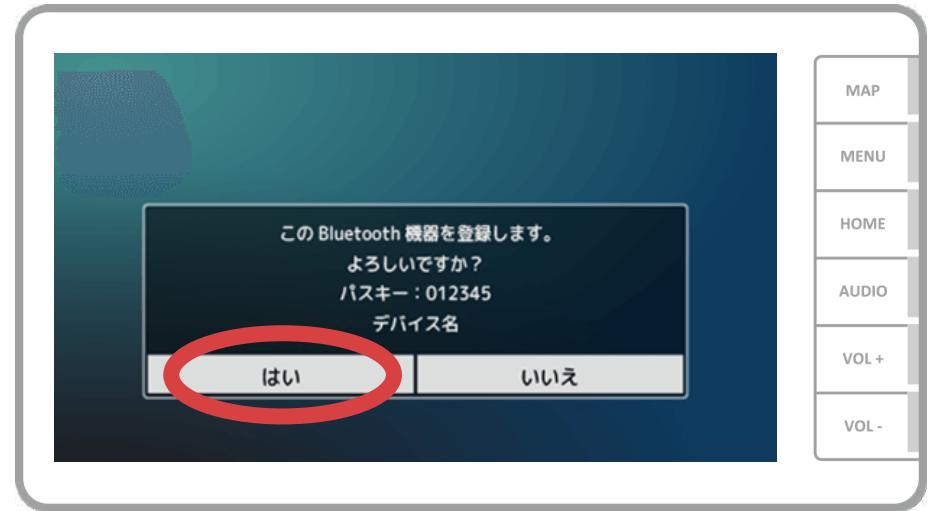 この Bluetooth 機器を登録します。
よろしいですか？
パスキー：012345
デバイス名
はい
いいえ
MAP
MENU
HOME
AUDIO
VOL +
VOL -